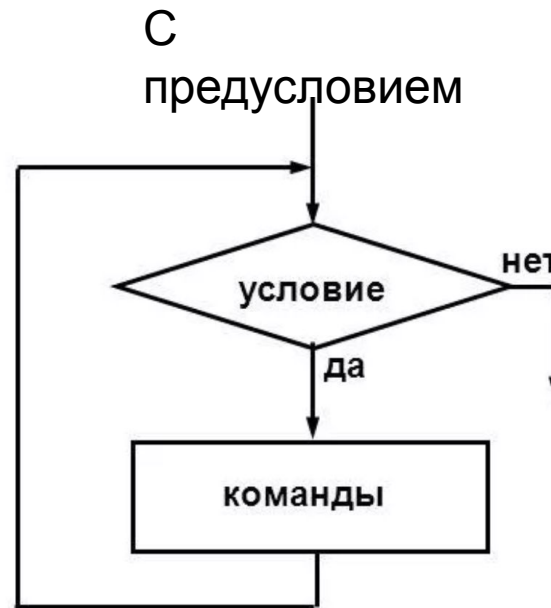 С
предусловием
условие
нет
да
команды